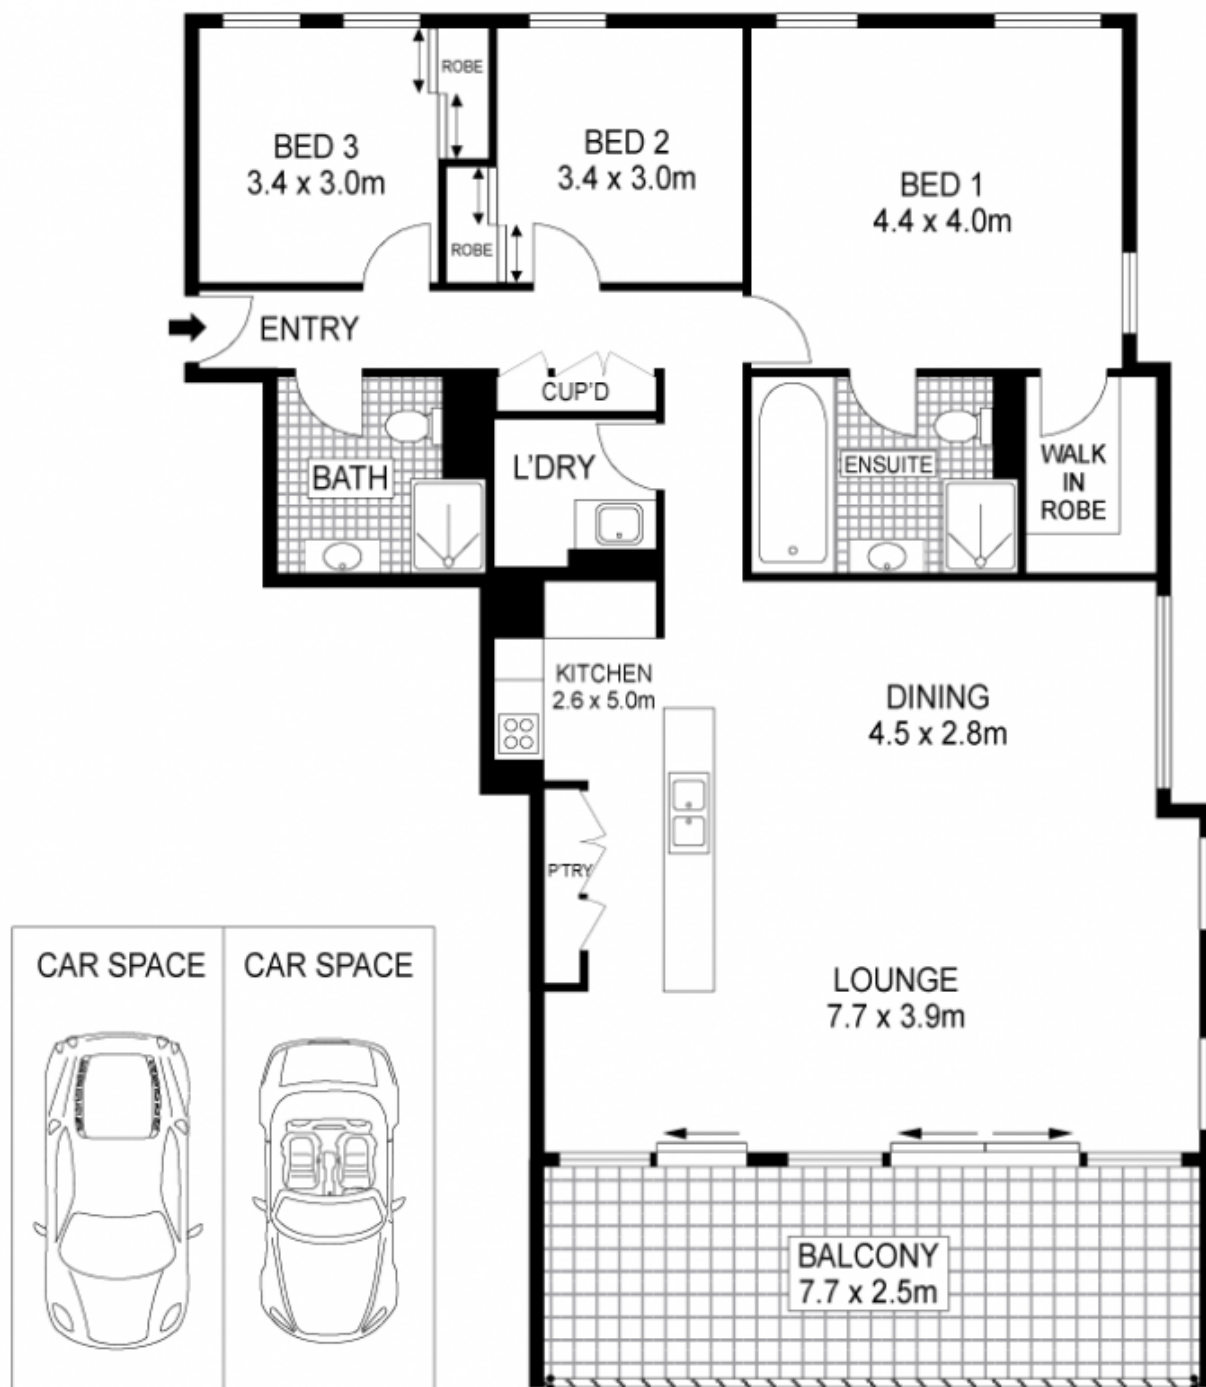 ROBE
BED 3
3.4 x 3.0m
BED 2
3.4 x 3.0m
BED 1
4.4 x 4.0m
ROBE
ENTRY
CUP'D
BATH
L'DRY
ENSUITE
WALK
IN
ROBE
KITCHEN
2.6 x 5.0m
DINING
4.5 x 2.8m
P'TRY
CAR SPACE
CAR SPACE
LOUNGE
7.7 x 3.9m
BALCONY
7.7 x 2.5m